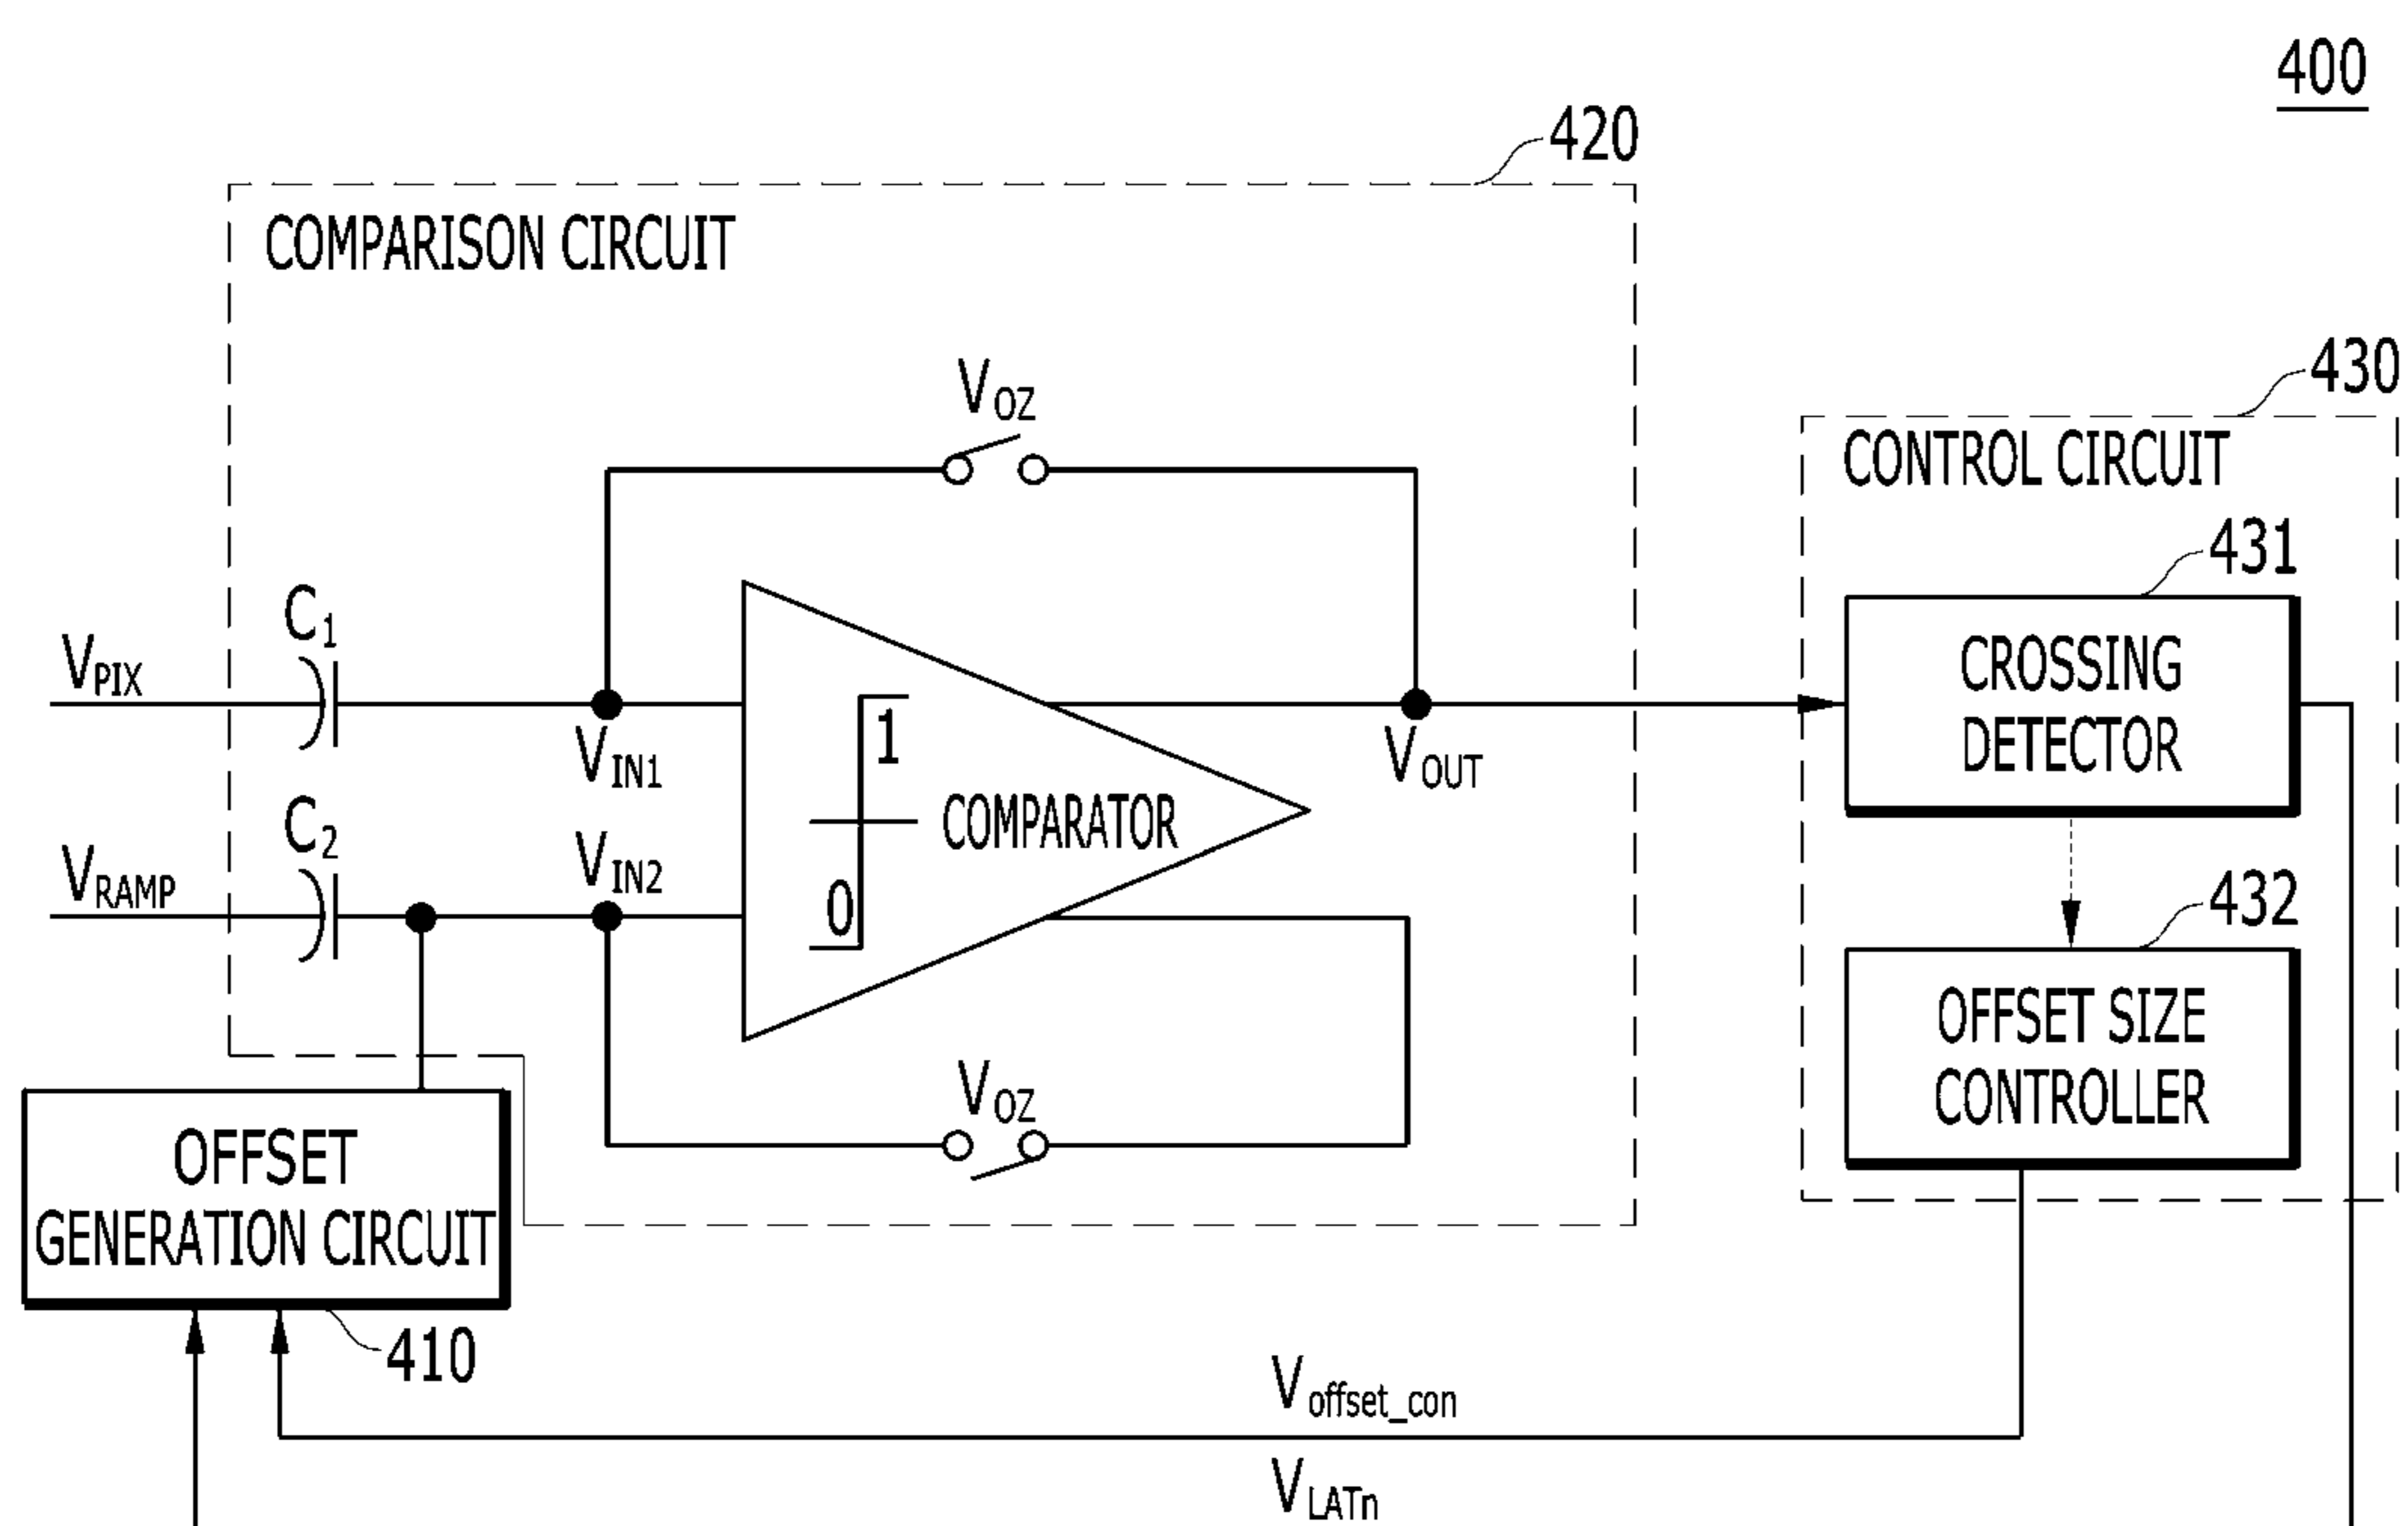 400
420
COMPARISON CIRCUIT
430
VOZ
CONTROL CIRCUIT
431
C1
VPIX
CROSSING
DETECTOR
VIN1
1
VOUT
C2
VRAMP
VIN2
COMPARATOR
0
432
OFFSET SIZE
CONTROLLER
VOZ
OFFSET
GENERATION CIRCUIT
410
Voffset_con
VLATn